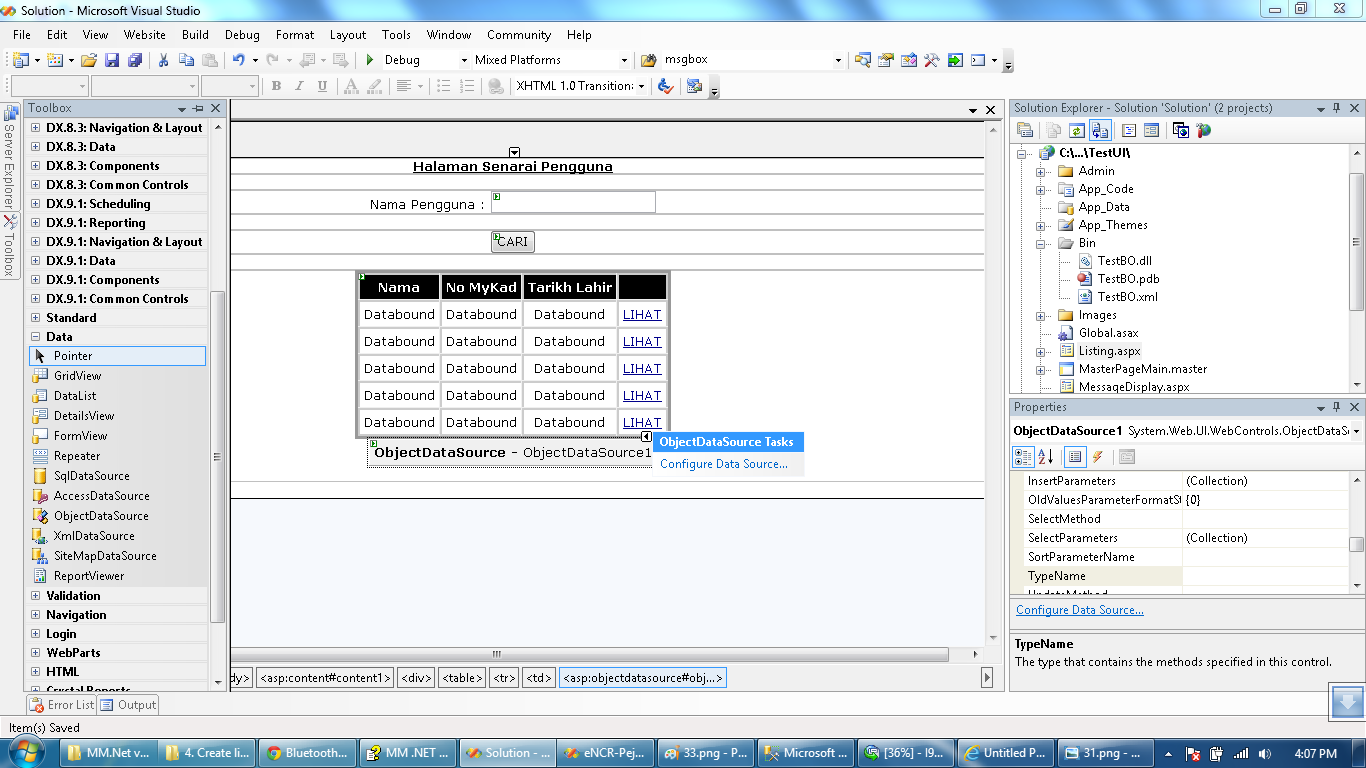 Solution - Microsoft Visual Studio
File Edit View Website Build Debug Format Layout Tools Window Community Help
Debug Mixed Platforms msgbox
B I U A XHTML 1.0 Transition:
Server Explorer
Toolbox
Toolbox
DX.8.3: Navigation & Layout
DX.8.3: Data
DX.8.3: Components
DX.8.3: Common Controls
DX.9.1: Scheduling
DX.9.1: Reporting
DX.9.1: Navigation & Layout
DX.9.1: Data
DX.9.1: Components
DX.9.1: Common Controls
Standard
Data
Pointer
GridView
DataList
DetailsView
FormView
Repeater
SqlDataSource
AccessDataSource
ObjectDataSource
XmlDataSource
SiteMapDataSource
ReportViewer
Validation
Navigation
Login
WebParts
HTML
Crystal Reports
Halaman Senarai Pengguna
Nama Pengguna :
CARI
Nama No MyKad Tarikh Lahir
Databound Databound Databound LIHAT
Databound Databound Databound LIHAT
Databound Databound Databound LIHAT
Databound Databound Databound LIHAT
Databound Databound Databound LIHAT
ObjectDataSource - ObjectDataSource1
ObjectDataSource Tasks
Configure Data Source...
dy> <asp:content#content1> <div> <table> <tr> <td> <asp:objectdatasource#obj...>
Solution Explorer - Solution 'Solution' (2 projects)
C:\...\TestUI\
Admin
App_Code
App_Data
App_Themes
Bin
TestBO.dll
TestBO.pdb
TestBO.xml
Images
Global.asax
Listing.aspx
MasterPageMain.master
MessageDisplay.aspx
Properties
ObjectDataSource1 System.Web.UI.WebControls.ObjectDataS
InsertParameters (Collection)
OldValuesParameterFormatSt {0}
SelectMethod
SelectParameters (Collection)
SortParameterName
TypeName
UpdateMethod
Configure Data Source...
TypeName
The type that contains the methods specified in this control.
Error List Output
Item(s) Saved
MM.Net v... 4. Create li... Bluetooth... MM .NET ... Solution - ... eNCR-Pej... 33.png - P... Microsoft ... [36%] - I9... Untitled P... 31.png - ... 4:07 PM